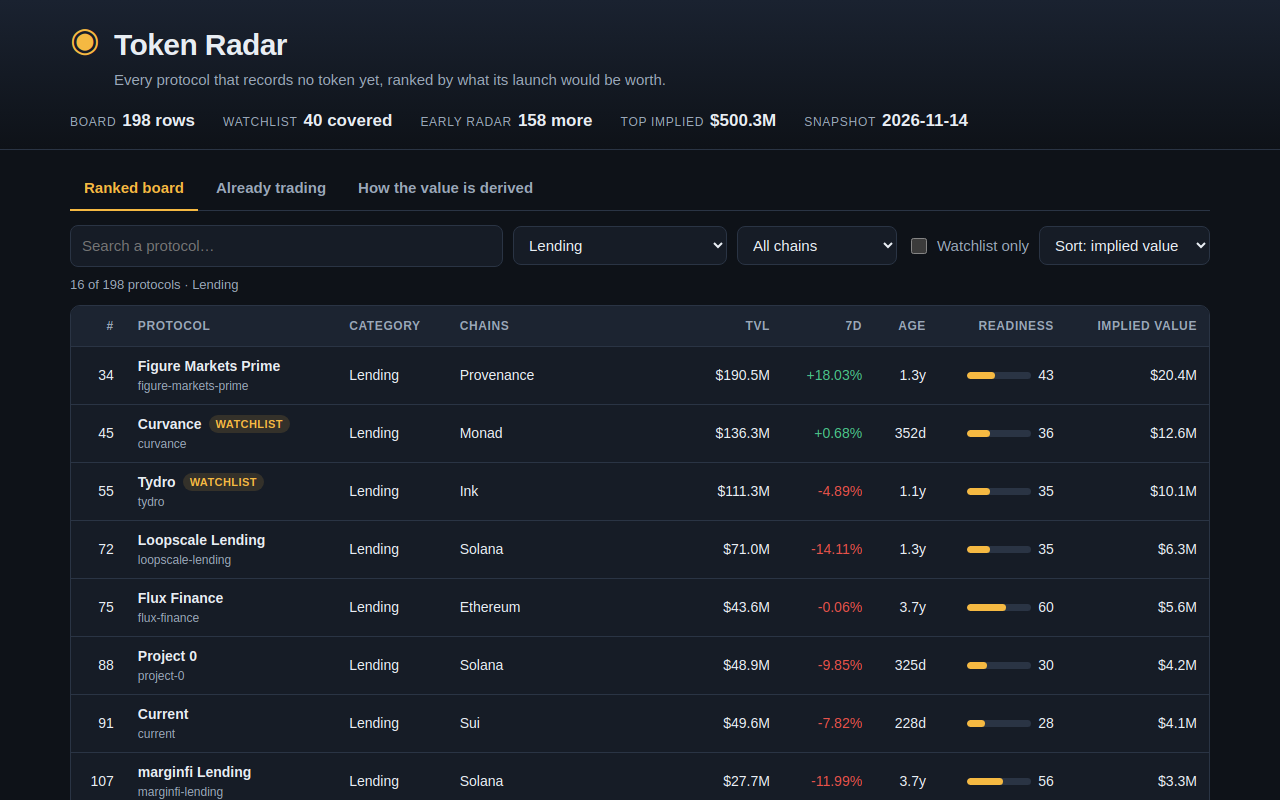 Token Radar
Every protocol that records no token yet, ranked by what its launch would be worth.
BOARD 198 rows WATCHLIST 40 covered EARLY RADAR 158 more TOP IMPLIED $500.3M SNAPSHOT 2026-11-14
Ranked board Already trading How the value is derived
Search a protocol… Lending All chains Watchlist only Sort: implied value
16 of 198 protocols · Lending
# PROTOCOL CATEGORY CHAINS TVL 7D AGE READINESS IMPLIED VALUE
34 Figure Markets Prime Lending Provenance $190.5M +18.03% 1.3y 43 $20.4M
figure-markets-prime
45 Curvance WATCHLIST Lending Monad $136.3M +0.68% 352d 36 $12.6M
curvance
55 Tydro WATCHLIST Lending Ink $111.3M -4.89% 1.1y 35 $10.1M
tydro
72 Loopscale Lending Lending Solana $71.0M -14.11% 1.3y 35 $6.3M
loopscale-lending
75 Flux Finance Lending Ethereum $43.6M -0.06% 3.7y 60 $5.6M
flux-finance
88 Project 0 Lending Solana $48.9M -9.85% 325d 30 $4.2M
project-0
91 Current Lending Sui $49.6M -7.82% 228d 28 $4.1M
current
107 marginfi Lending Lending Solana $27.7M -11.99% 3.7y 56 $3.3M
marginfi-lending